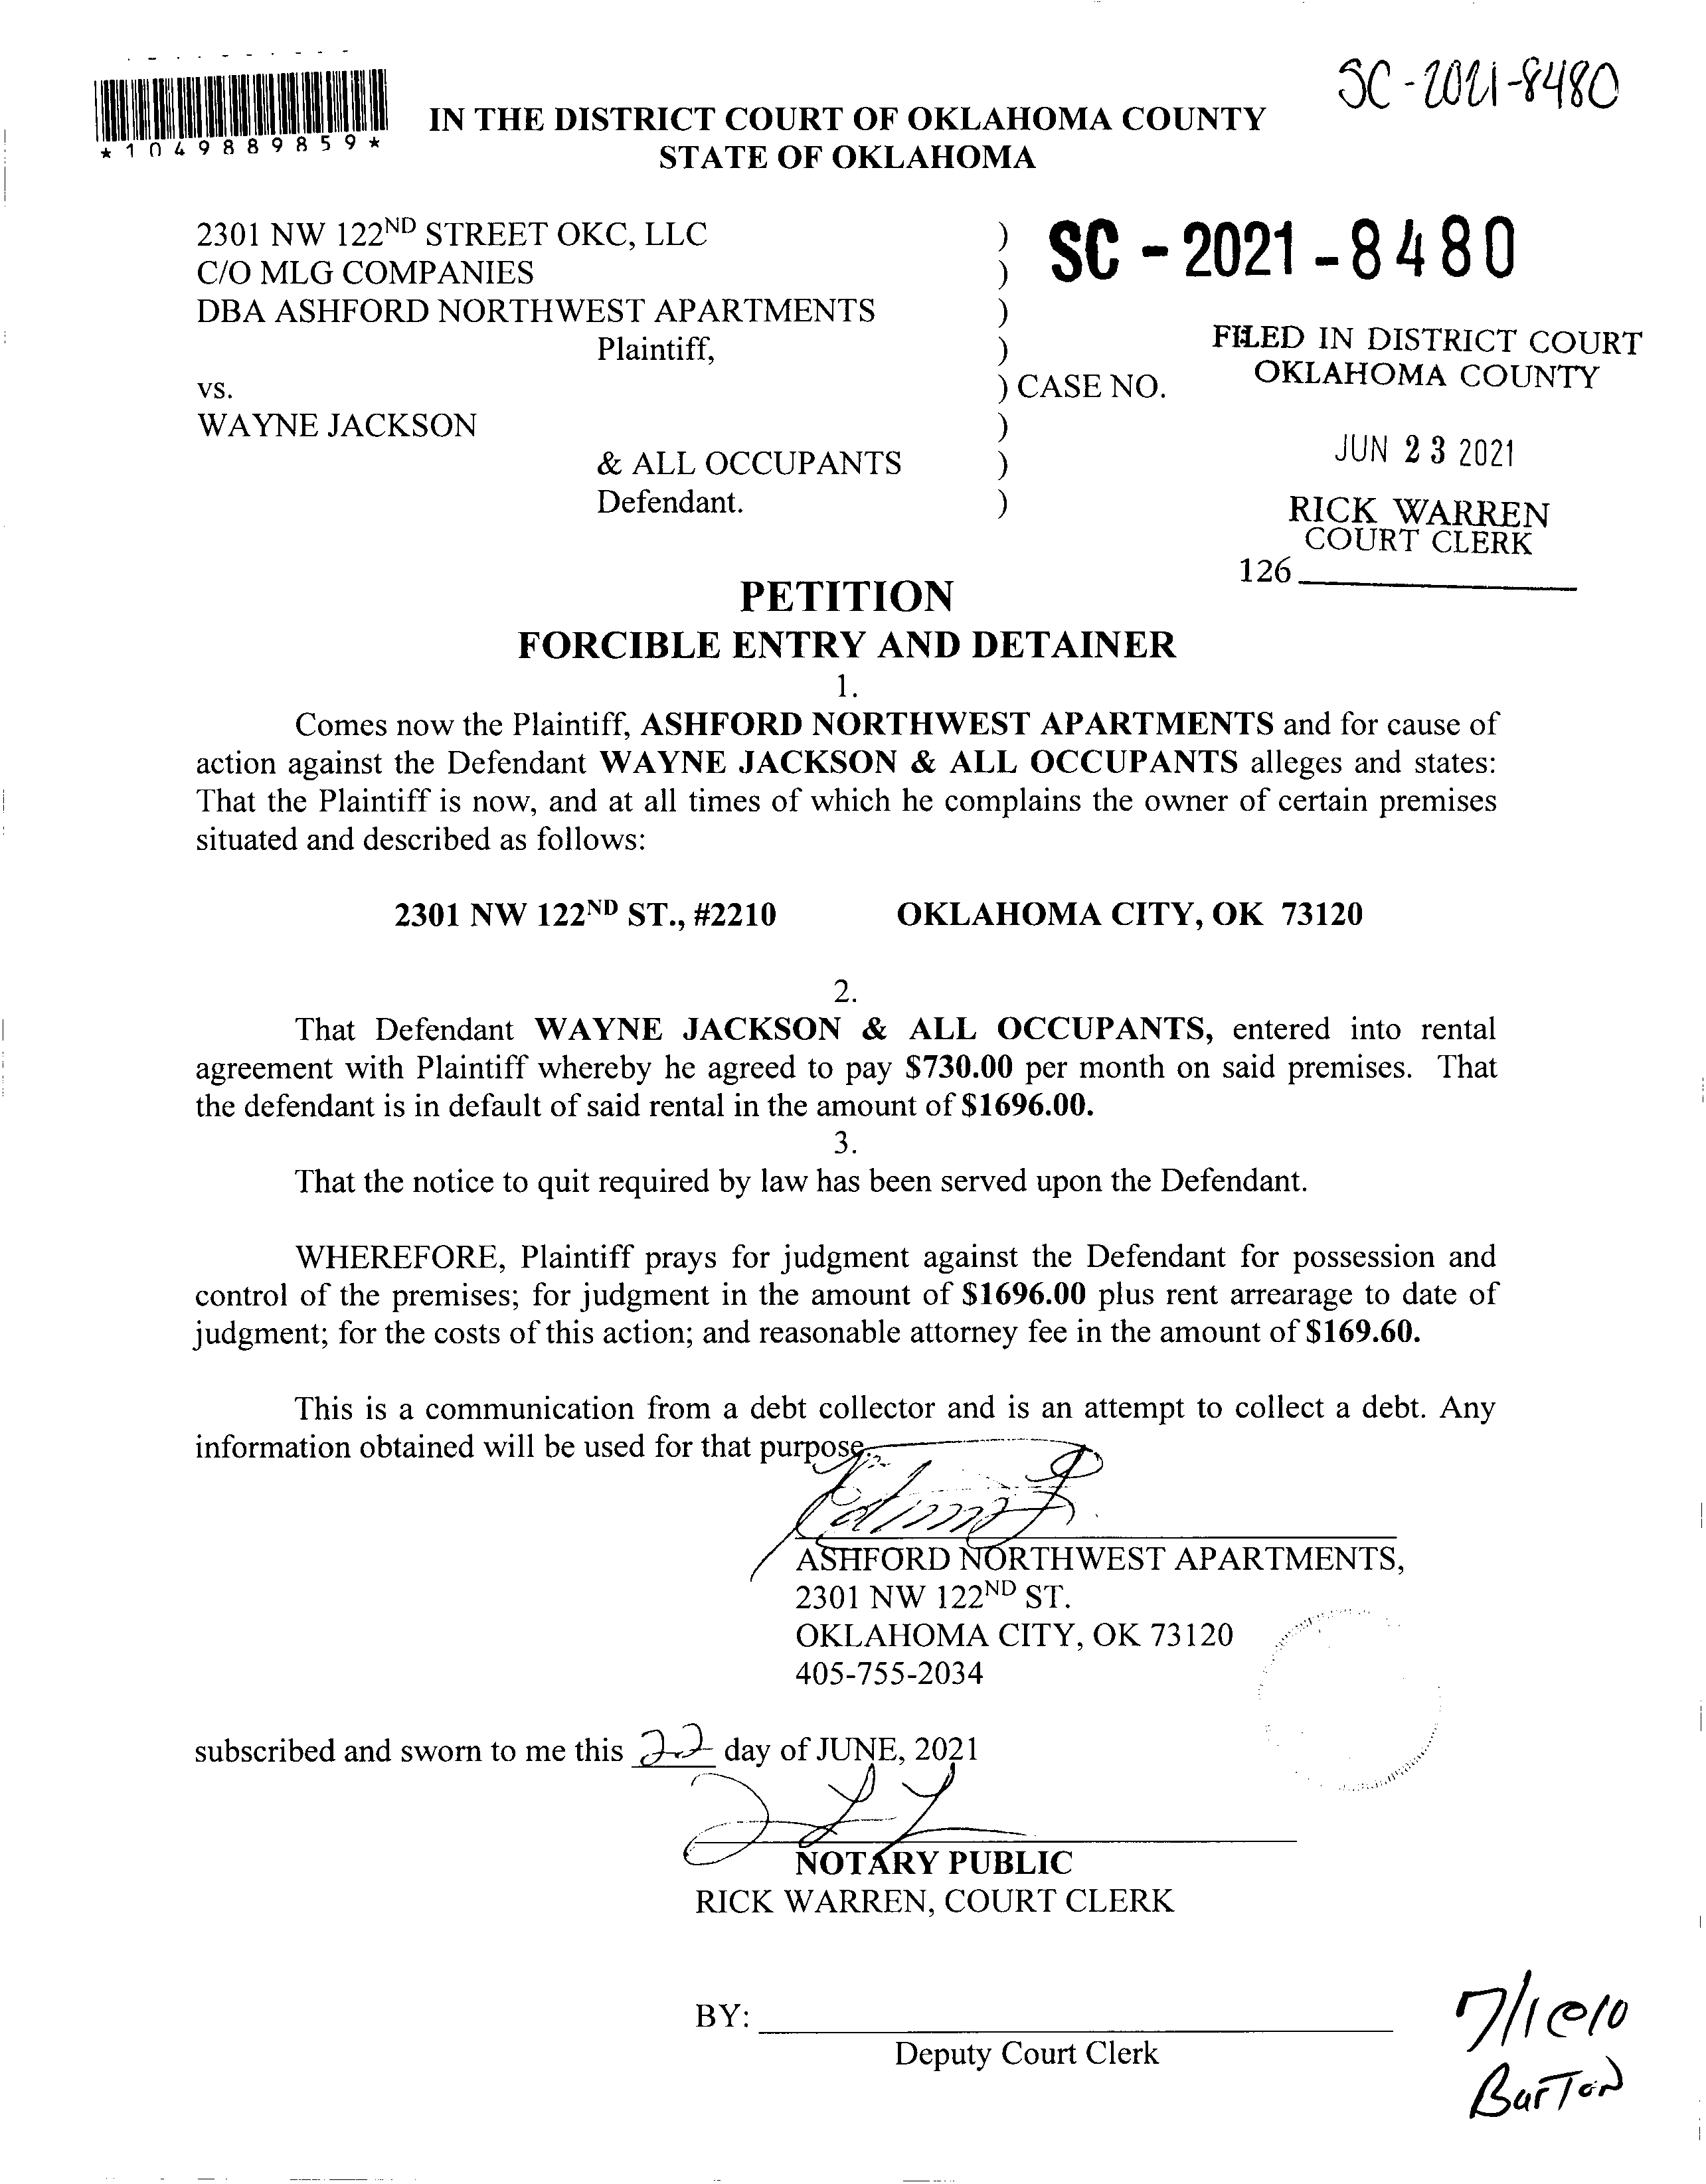 SC-2021-8480
*1049889859*
IN THE DISTRICT COURT OF OKLAHOMA COUNTY
STATE OF OKLAHOMA
2301 NW 122ND STREET OKC, LLC )
SC - 2021 - 8480
C/O MLG COMPANIES )
DBA ASHFORD NORTHWEST APARTMENTS )
Plaintiff, )
FILED IN DISTRICT COURT
OKLAHOMA COUNTY
vs. ) CASE NO.
WAYNE JACKSON )
JUN 23 2021
& ALL OCCUPANTS )
Defendant. )
RICK WARREN
COURT CLERK
126
PETITION
FORCIBLE ENTRY AND DETAINER
1.
Comes now the Plaintiff, ASHFORD NORTHWEST APARTMENTS and for cause of
action against the Defendant WAYNE JACKSON & ALL OCCUPANTS alleges and states:
That the Plaintiff is now, and at all times of which he complains the owner of certain premises
situated and described as follows:
2301 NW 122ND ST., #2210 OKLAHOMA CITY, OK 73120
2.
That Defendant WAYNE JACKSON & ALL OCCUPANTS, entered into rental
agreement with Plaintiff whereby he agreed to pay $730.00 per month on said premises. That
the defendant is in default of said rental in the amount of $1696.00.
3.
That the notice to quit required by law has been served upon the Defendant.
WHEREFORE, Plaintiff prays for judgment against the Defendant for possession and
control of the premises; for judgment in the amount of $1696.00 plus rent arrearage to date of
judgment; for the costs of this action; and reasonable attorney fee in the amount of $169.60.
This is a communication from a debt collector and is an attempt to collect a debt. Any
information obtained will be used for that purpose.
ASHFORD NORTHWEST APARTMENTS,
2301 NW 122ND ST.
OKLAHOMA CITY, OK 73120
405-755-2034
subscribed and sworn to me this 22 day of JUNE, 2021
NOTARY PUBLIC
RICK WARREN, COURT CLERK
BY:
Deputy Court Clerk
7/1@10
Burton